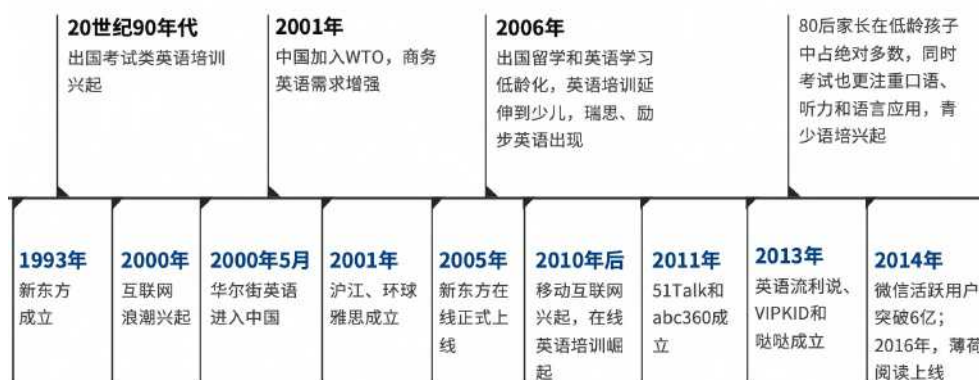 20世纪90年代
出国考试类英语培训
兴起
2001年
中国加入WTO，商务
英语需求增强
2006年
出国留学和英语学习
低龄化，英语培训延
伸到少儿，瑞思、励
步英语出现
80后家长在低龄孩子
中占绝对多数，同时
考试也更注重口语、
听力和语言应用，青
少语培兴起
1993年
新东方
成立
2000年
互联网
浪潮兴起
2000年5月
华尔街英语
进入中国
2001年
沪江、环球
雅思成立
2005年
新东方在
线正式上
线
2010年后
移动互联网
兴起，在线
英语培训崛
起
2011年
51Talk和
abc360成
立
2013年
英语流利说、
VIPKID和
哒哒成立
2014年
微信活跃用户
突破6亿；
2016年，薄荷
阅读上线